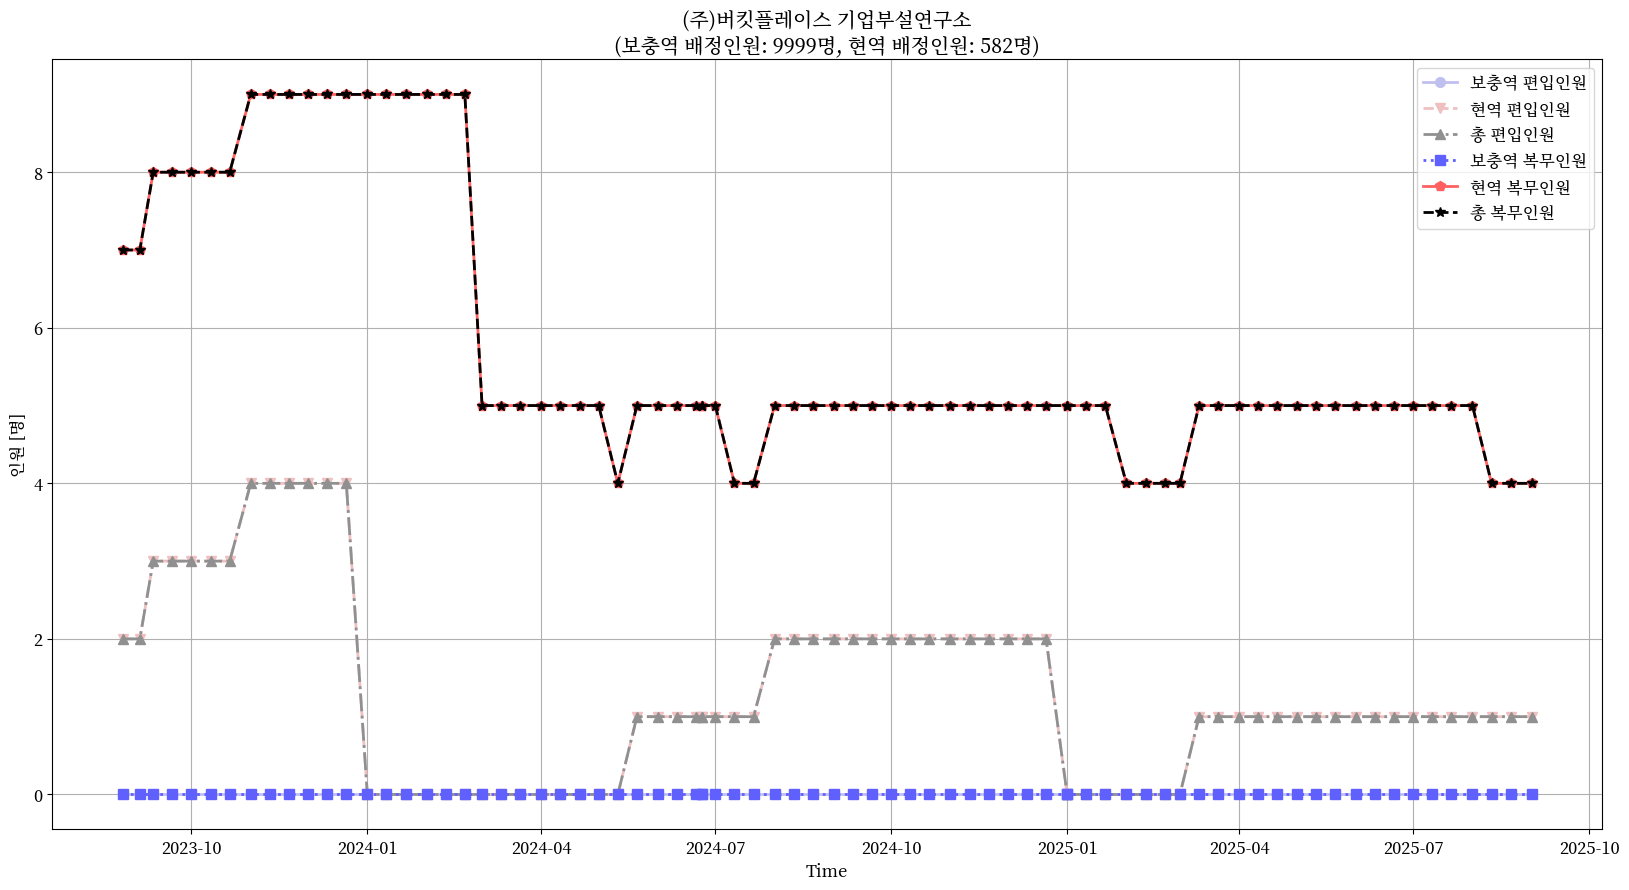 (주)버킷플레이스 기업부설연구소
(보충역 배정인원: 9999명, 현역 배정인원: 582명)
보충역 편입인원
현역 편입인원
총 편입인원
보충역 복무인원
현역 복무인원
총 복무인원
인원 [명]
8
6
4
2
0
2023-10
2024-01
2024-04
2024-07
2024-10
2025-01
2025-04
2025-07
2025-10
Time